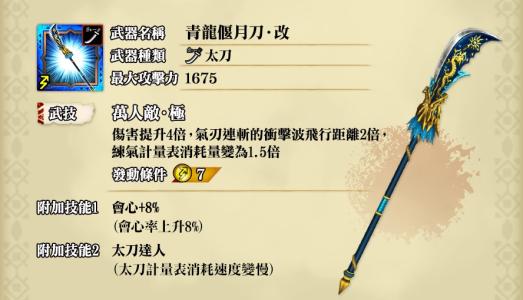 武器名稱 青龍偃月刀·改
武器種類 太刀
最大攻擊力 1675
武技 萬人敵·極
傷害提升4倍，氣刃連斬的衝擊波飛行距離2倍，
練氣計量表消耗量變為1.5倍
發動條件 7
附加技能1 會心+8%
（會心率上升8%）
附加技能2 太刀達人
（太刀計量表消耗速度變慢）